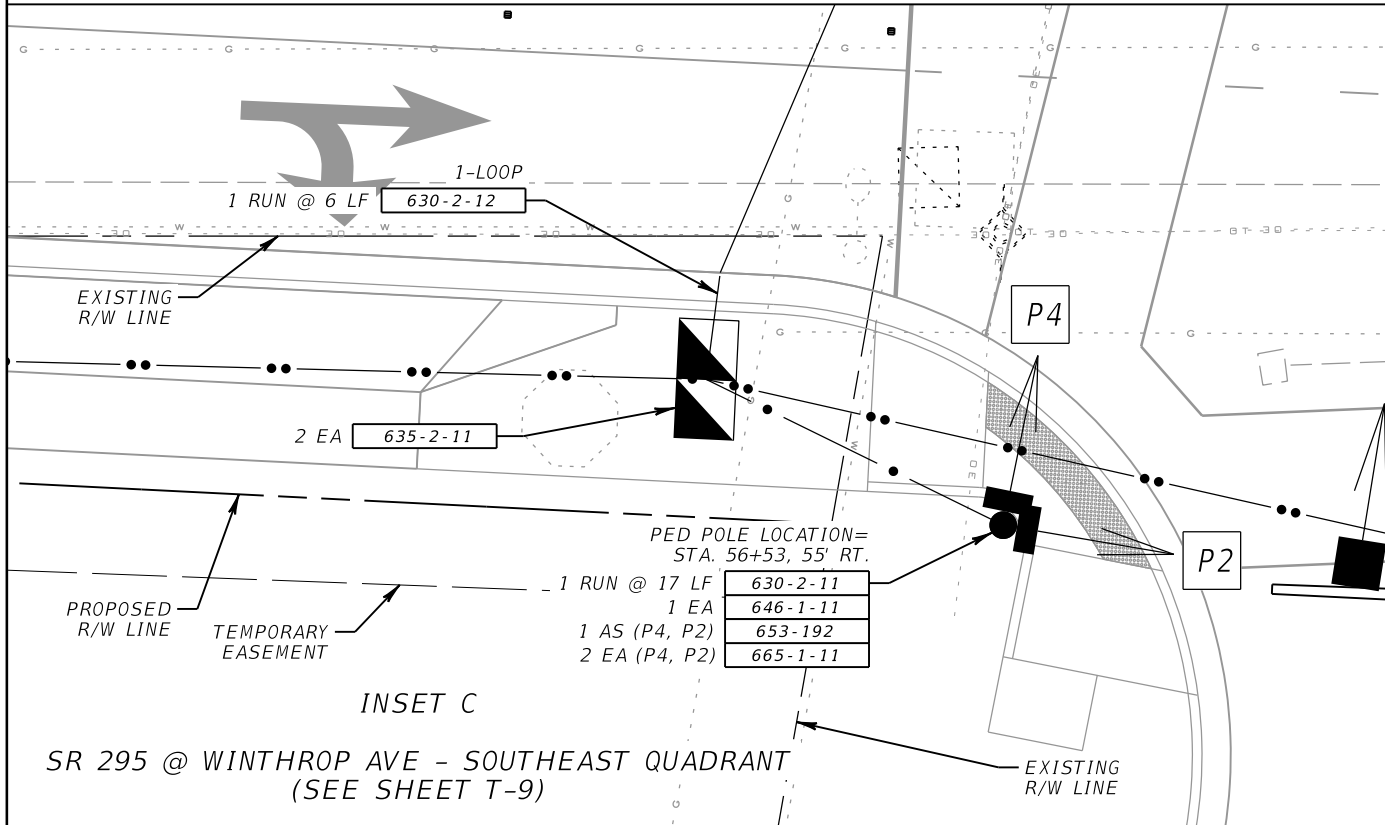 1-LOOP
1 RUN @ 6 LF 630-2-12
EXISTING
R/W LINE
P4
2 EA 635-2-11
PED POLE LOCATION=
STA. 56+53, 55' RT.
1 RUN @ 17 LF 630-2-11
1 EA 646-1-11
1 AS (P4, P2) 653-192
2 EA (P4, P2) 665-1-11
P2
PROPOSED
R/W LINE
TEMPORARY
EASEMENT
INSET C
SR 295 @ WINTHROP AVE - SOUTHEAST QUADRANT
(SEE SHEET T-9)
EXISTING
R/W LINE